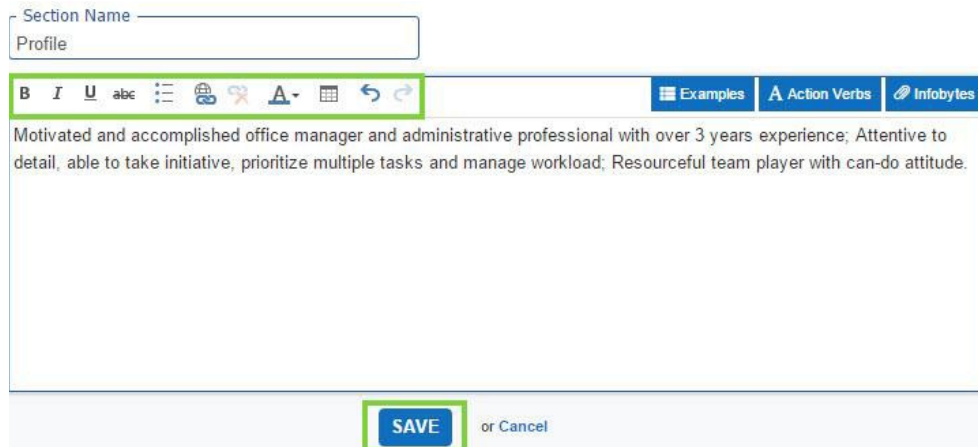 Section Name
Profile
B I U abc A Examples A Action Verbs Infobytes
Motivated and accomplished office manager and administrative professional with over 3 years experience; Attentive to
detail, able to take initiative, prioritize multiple tasks and manage workload; Resourceful team player with can-do attitude.
SAVE or Cancel